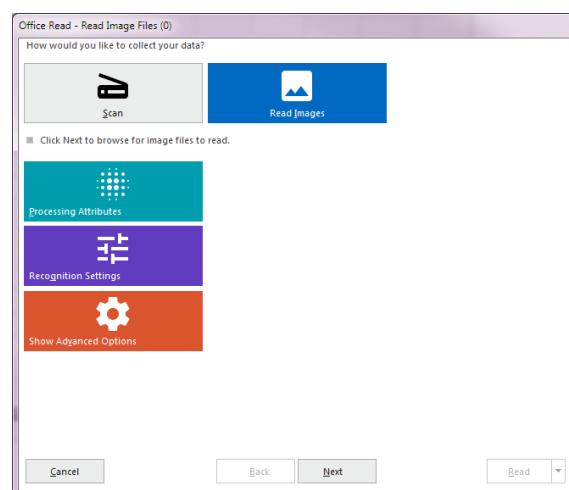 Office Read - Read Image Files (0)
How would you like to collect your data?
Scan
Read Images
Click Next to browse for image files to read.
Processing Attributes
Recognition Settings
Show Advanced Options
Cancel
Back
Next
Read